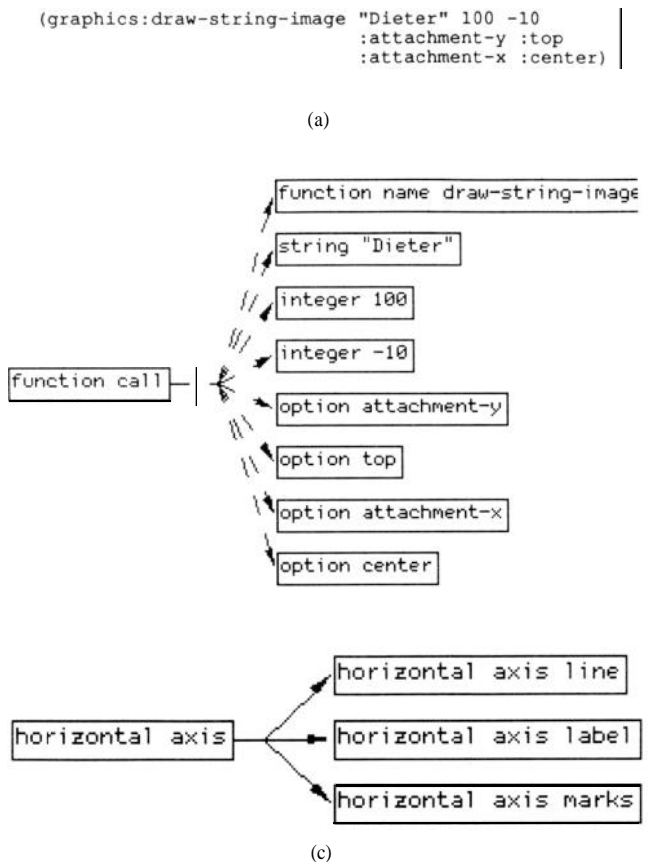 (graphics:draw-string-image "Dieter" 100 -10
:attachment-y :top
:attachment-x :center)
(a)
function name draw-string-image
string "Dieter"
integer 100
integer -10
function call
option attachment-y
option top
option attachment-x
option center
horizontal axis line
horizontal axis
horizontal axis label
horizontal axis marks
(c)